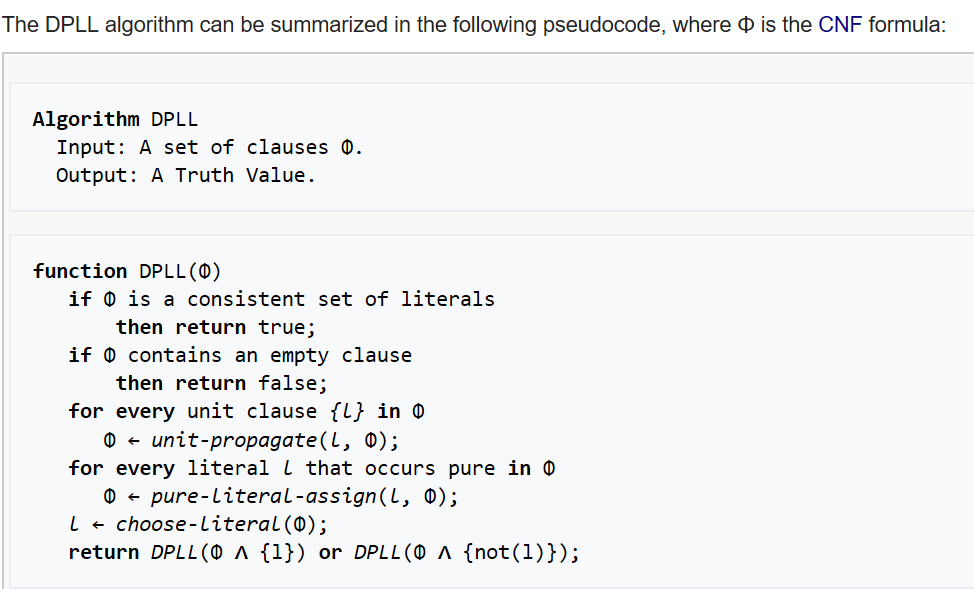 The DPLL algorithm can be summarized in the following pseudocode, where Φ is the CNF formula:
Algorithm DPLL
Input: A set of clauses Φ.
Output: A Truth Value.
function DPLL(Φ)
if Φ is a consistent set of literals
then return true;
if Φ contains an empty clause
then return false;
for every unit clause {l} in Φ
Φ ← unit-propagate(l, Φ);
for every literal l that occurs pure in Φ
Φ ← pure-literal-assign(l, Φ);
l ← choose-literal(Φ);
return DPLL(Φ ∧ {l}) or DPLL(Φ ∧ {not(l)});